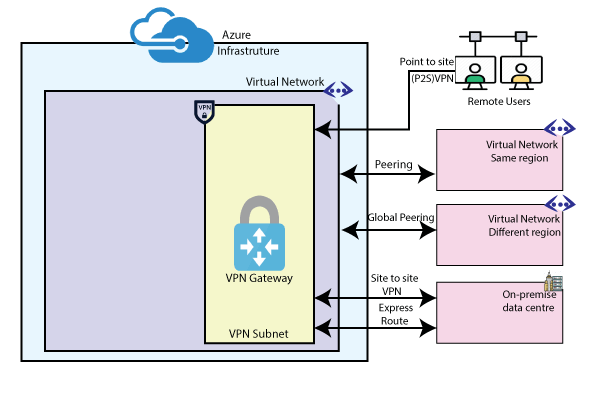 Azure
Infrastruture
Virtual Network
VPN
Point to site
(P2S)VPN
Remote Users
Virtual Network
Same region
Peering
Virtual Network
Different region
Global Peering
VPN Gateway
Site to site
VPN
On-premise
data centre
Express
Route
VPN Subnet